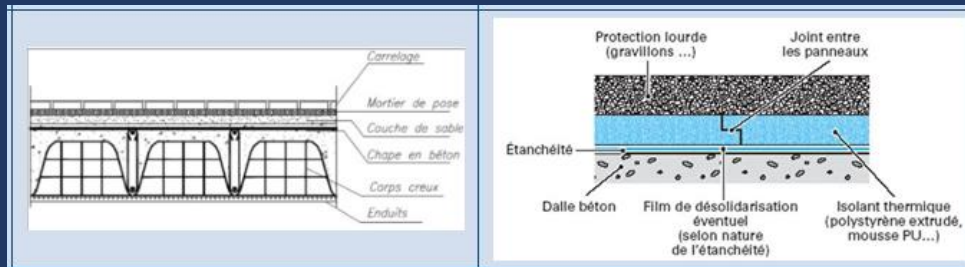 Carrelage
Mortier de pose
Couche de sable
Chape en béton
Corps creux
Enduits
Protection lourde
(gravillons ...)
Joint entre
les panneaux
Étanchéité
Dalle béton
Film de désolidarisation
éventuel
(selon nature
de l'étanchéité)
Isolant thermique
(polystyrène extrudé,
mousse PU...)